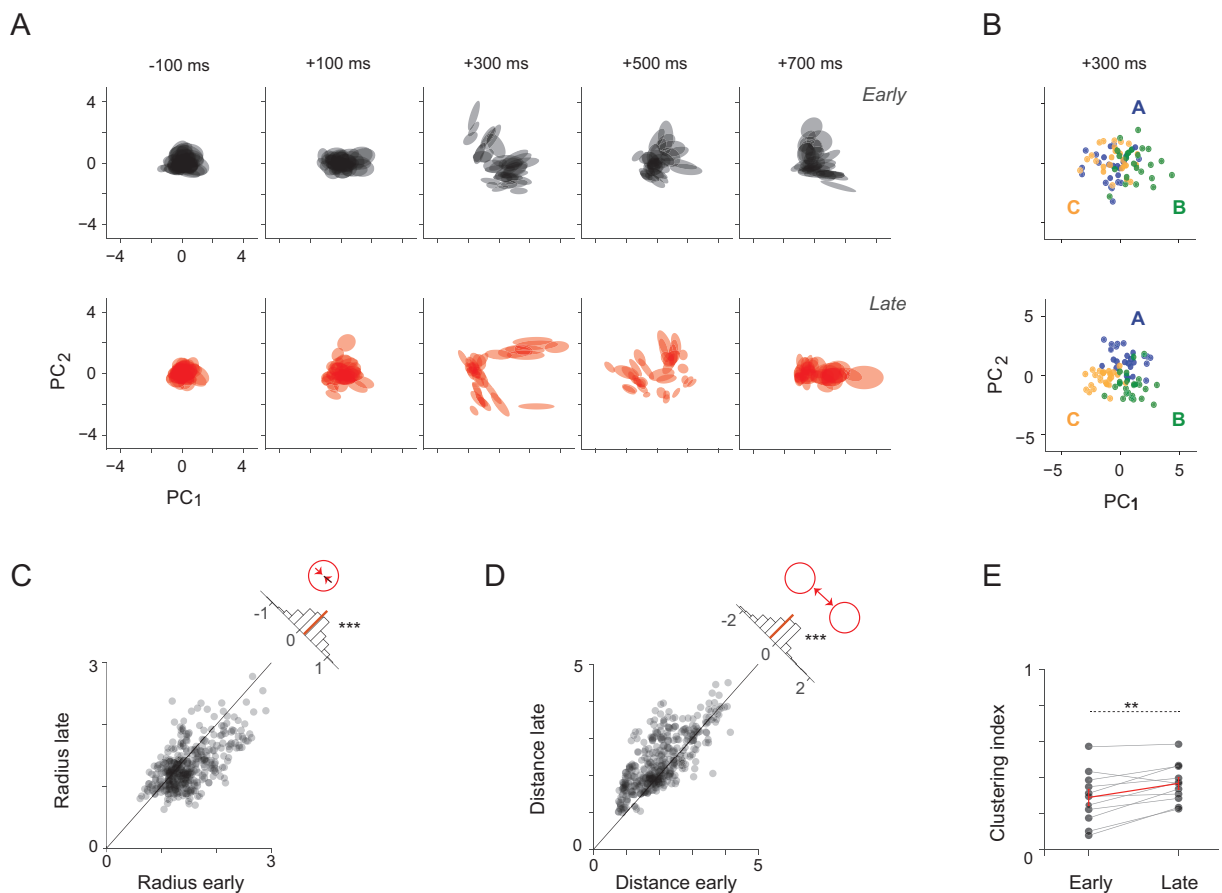 A
B
-100 ms
+100 ms
+300 ms
+500 ms
+700 ms
+300 ms
Early
4
0
−4
−4
0
4
A
C
B
Late
4
0
−4
−4
0
4
PC2
PC1
A
C
B
5
0
−5
−5
0
5
PC2
PC1
C
D
E
-1
0
1
***
3
0
0
3
Radius late
Radius early
-2
0
2
***
5
0
0
5
Distance late
Distance early
1
0
**
Clustering index
Early
Late